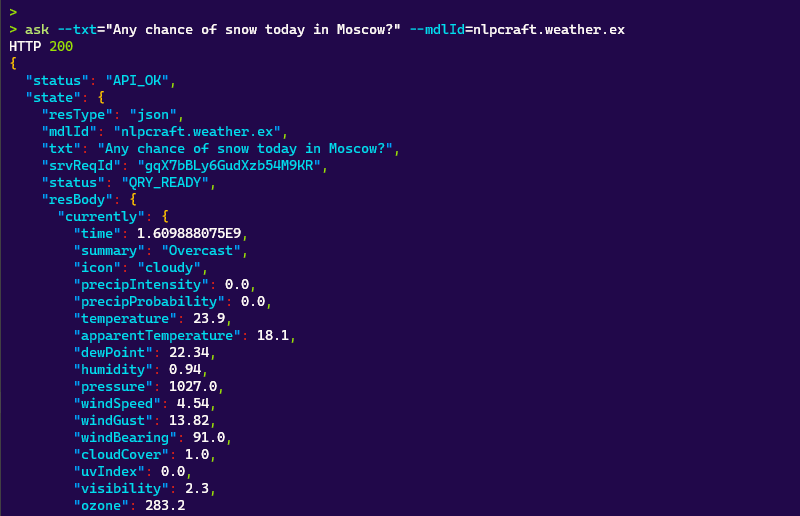 >
> ask --txt="Any chance of snow today in Moscow?" --mdlId=nlpcraft.weather.ex
HTTP 200
{
  "status": "API_OK",
  "state": {
    "resType": "json",
    "mdlId": "nlpcraft.weather.ex",
    "txt": "Any chance of snow today in Moscow?",
    "srvReqId": "gqX7bBLy6GudXzb54M9KR",
    "status": "QRY_READY",
    "resBody": {
      "currently": {
        "time": 1.609888075E9,
        "summary": "Overcast",
        "icon": "cloudy",
        "precipIntensity": 0.0,
        "precipProbability": 0.0,
        "temperature": 23.9,
        "apparentTemperature": 18.1,
        "dewPoint": 22.34,
        "humidity": 0.94,
        "pressure": 1027.0,
        "windSpeed": 4.54,
        "windGust": 13.82,
        "windBearing": 91.0,
        "cloudCover": 1.0,
        "uvIndex": 0.0,
        "visibility": 2.3,
        "ozone": 283.2